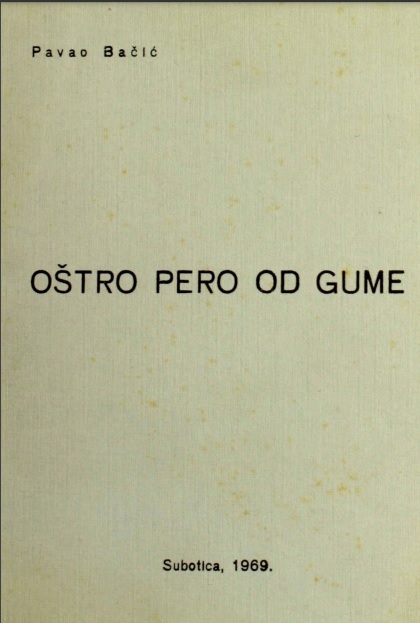 Pavao Bačić
OŠTRO PERO OD GUME
Subotica, 1969.